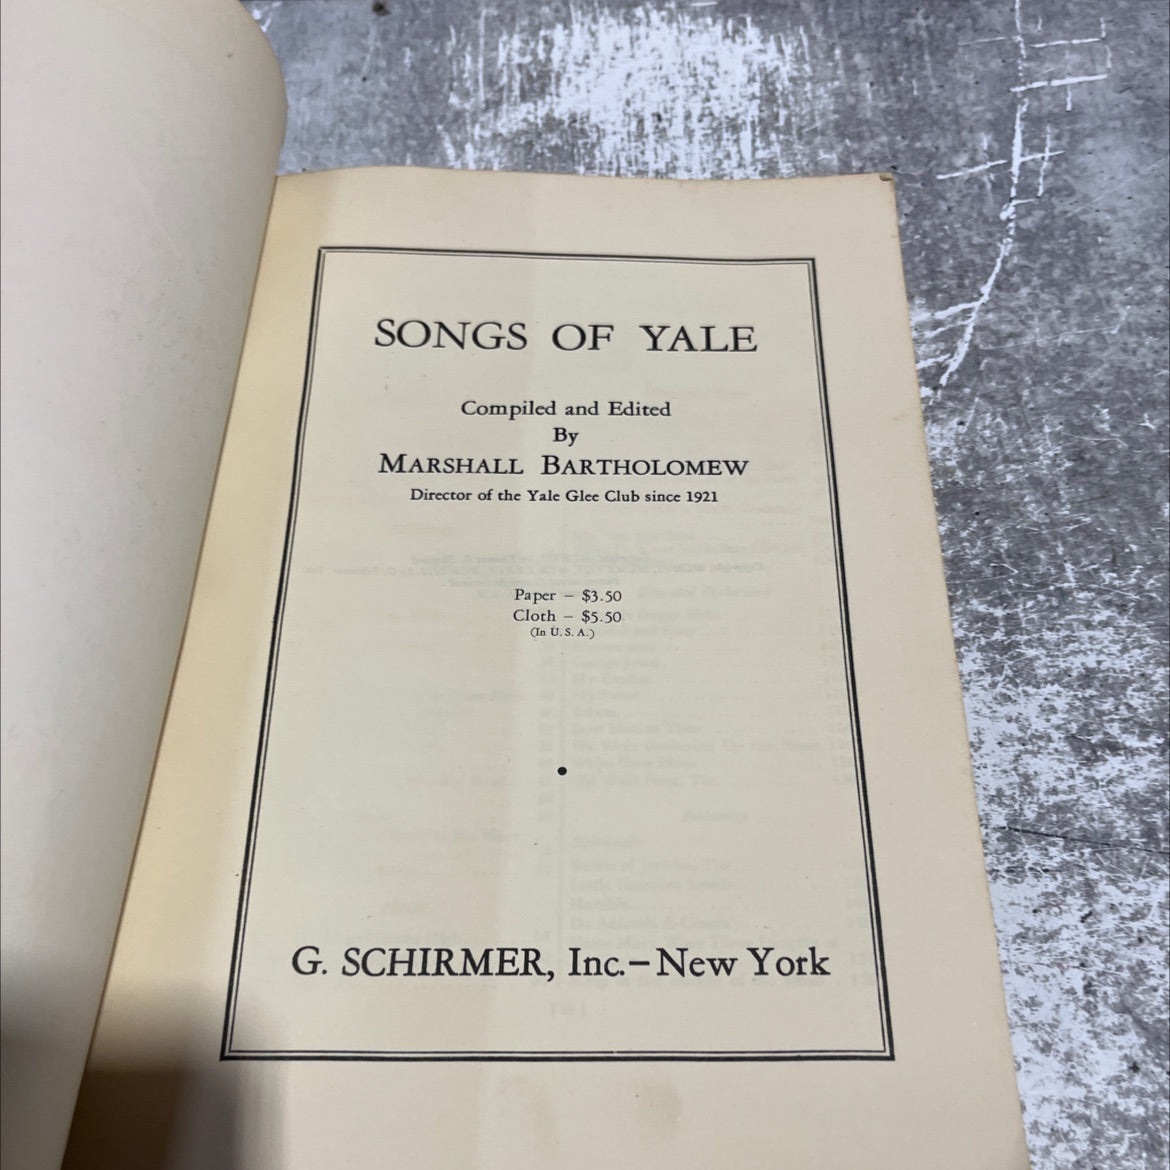 SONGS OF YALE
Compiled and Edited
By
MARSHALL BARTHOLOMEW
Director of the Yale Glee Club since 1921
Paper – $3.50
Cloth – $5.50
(In U. S. A.)
G. SCHIRMER, Inc.–New York